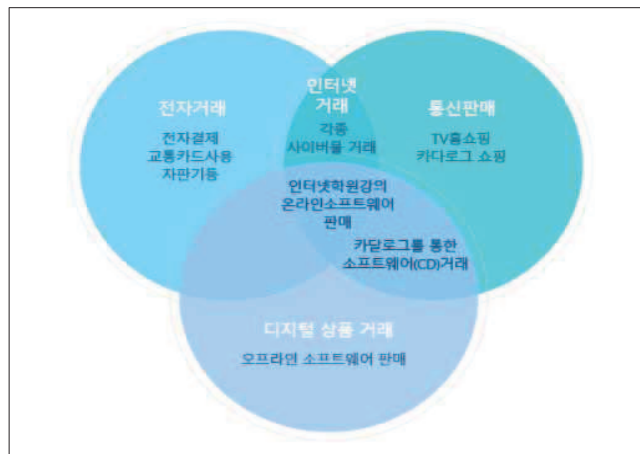 인터넷
거래
전자거래
통신판매
각종
사이버몰 거래
전자결제
교통카드사용
자판기등
TV홈쇼핑
카다로그 쇼핑
인터넷학원강의
온라인소프트웨어
판매
카달로그를 통한
소프트웨어(CD)거래
디지털 상품 거래
오프라인 소프트웨어 판매